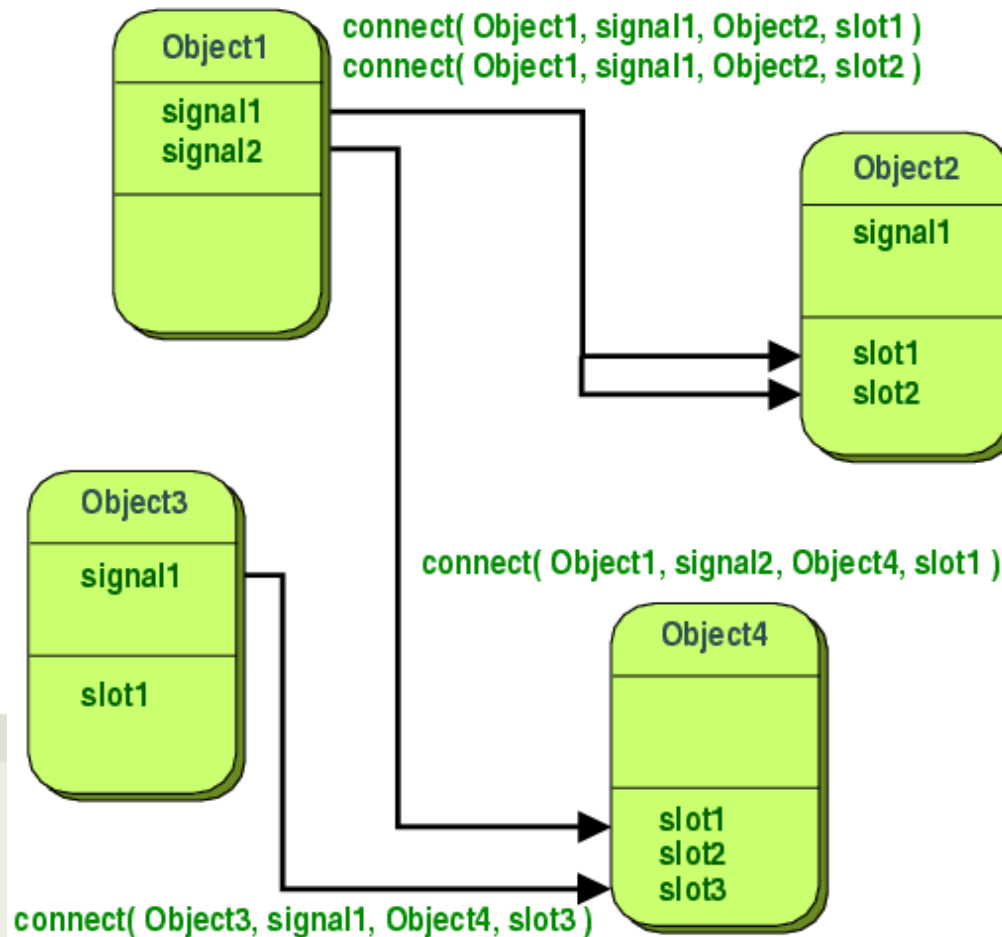 connect( Object1, signal1, Object2, slot1 )
connect( Object1, signal1, Object2, slot2 )
Object1
signal1
signal2
Object2
signal1
slot1
slot2
Object3
signal1
slot1
connect( Object1, signal2, Object4, slot1 )
Object4
slot1
slot2
slot3
connect( Object3, signal1, Object4, slot3 )